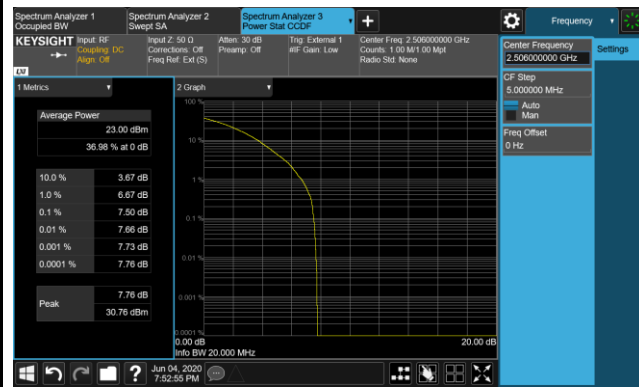 Spectrum Analyzer 1
Occupied BW
Spectrum Analyzer 2
Swept SA
Spectrum Analyzer 3
Power Stat CCDF
Frequency
KEYSIGHT
Input: RF
Coupling: DC
Align: Off
Input Z: 50 Ω
Corrections: Off
Freq Ref: Ext (S)
Atten: 30 dB
Preamp: Off
Trig: External 1
#IF Gain: Low
Center Freq: 2.506000000 GHz
Counts: 1.00 M/1.00 Mpt
Radio Std: None
LXI
1 Metrics
2 Graph
Average Power
23.00 dBm
36.98 % at 0 dB
10.0 % 3.67 dB
1.0 % 6.67 dB
0.1 % 7.50 dB
0.01 % 7.66 dB
0.001 % 7.73 dB
0.0001 % 7.76 dB
Peak
7.76 dB
30.76 dBm
100 %
10 %
1 %
0.1 %
0.01 %
0.001 %
0.0001 %
0.00 dB
20.00 dB
Info BW 20.000 MHz
Center Frequency
2.506000000 GHz
Settings
CF Step
5.000000 MHz
Auto
Man
Freq Offset
0 Hz
?
Jun 04, 2020
7:52:55 PM